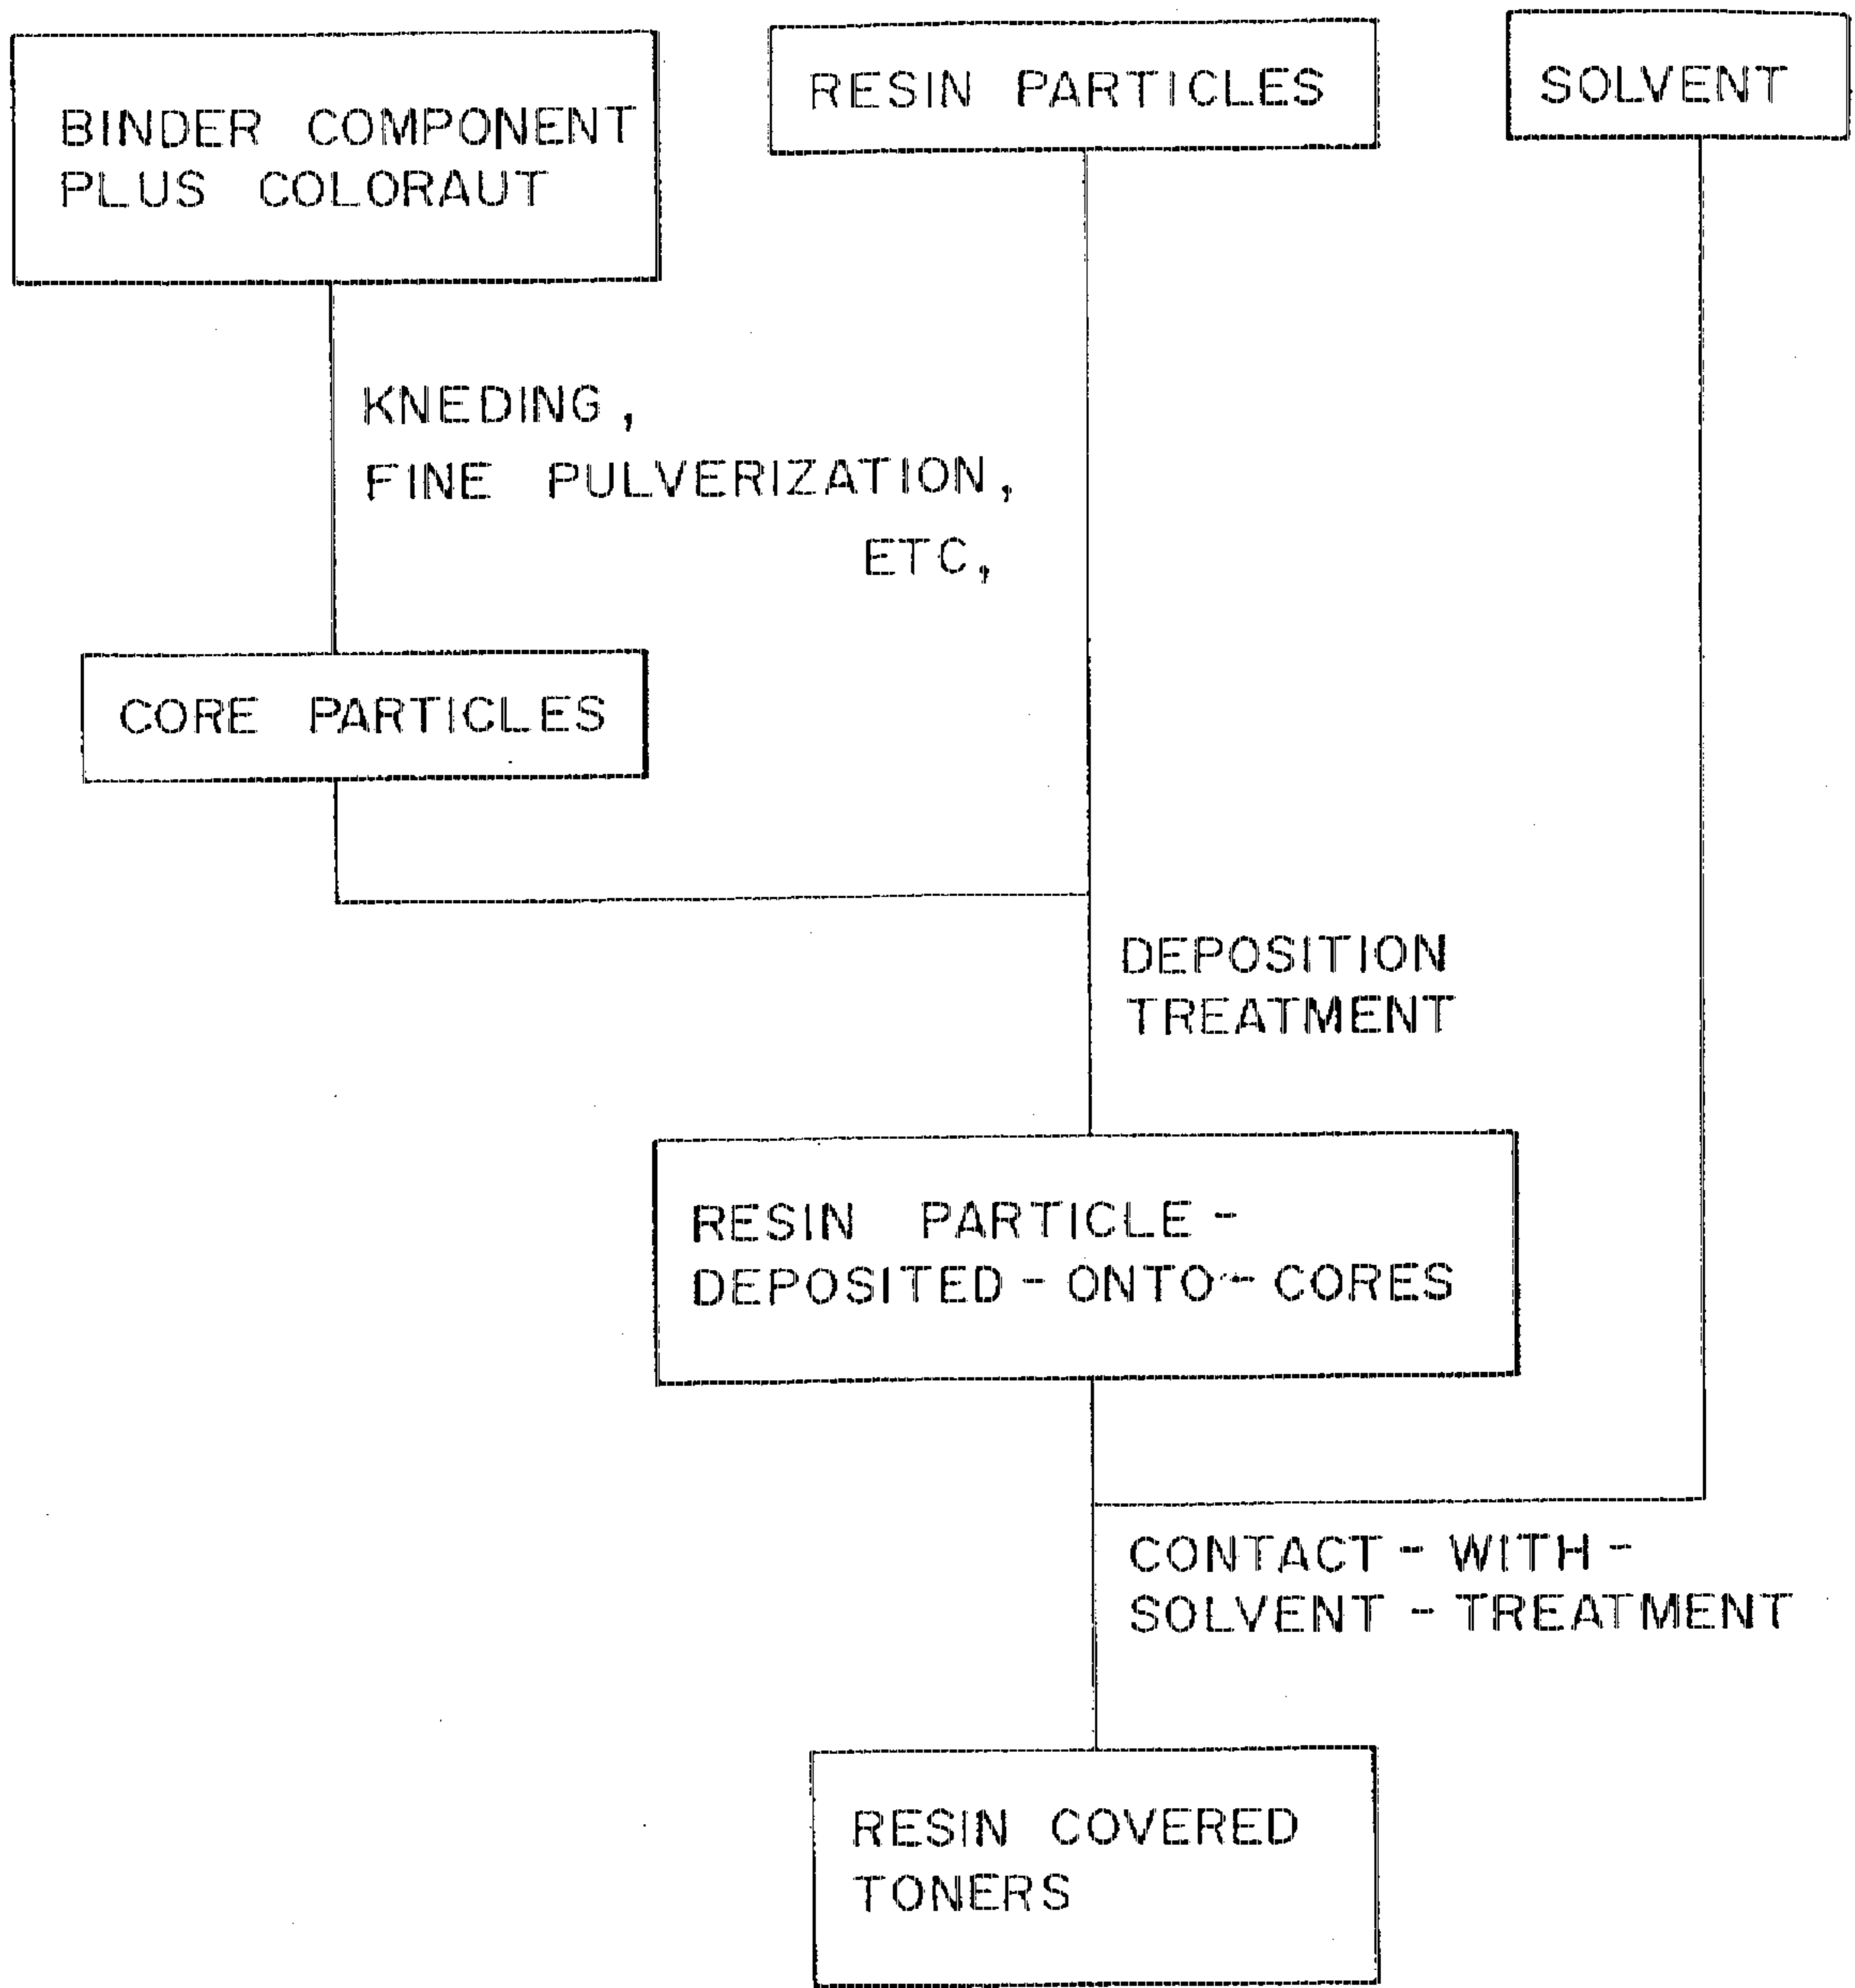 BINDER COMPONENT
PLUS COLORAUT
RESIN PARTICLES
SOLVENT
KNEDING,
FINE PULVERIZATION,
ETC,
CORE PARTICLES
DEPOSITION
TREATMENT
RESIN PARTICLE-
DEPOSITED-ONTO-CORES
CONTACT-WITH-
SOLVENT-TREATMENT
RESIN COVERED
TONERS